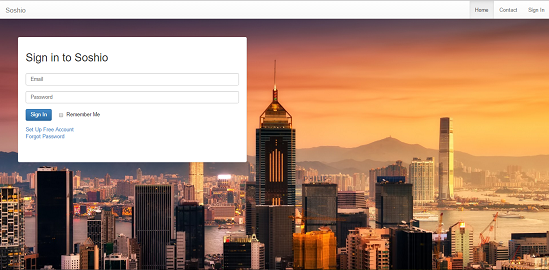 Soshio
Home Contact Sign In
Sign in to Soshio
Email
Password
Sign In Remember Me
Set Up Free Account
Forgot Password